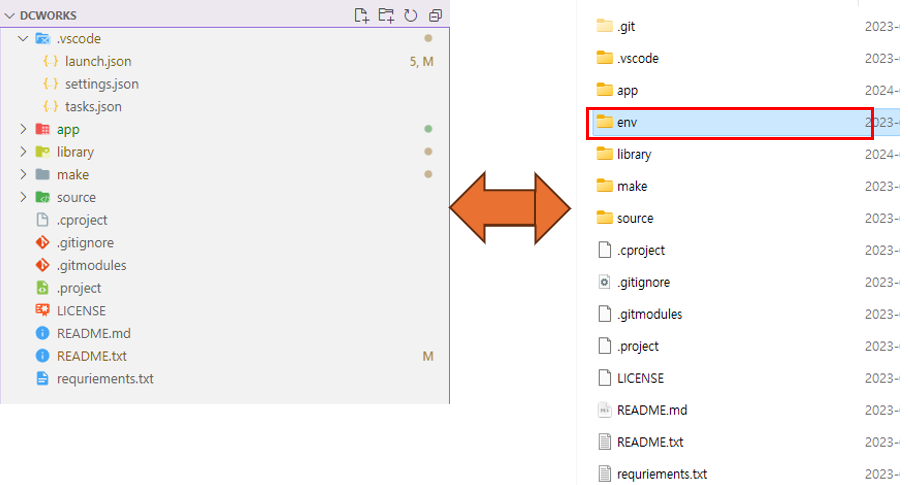 DCWORKS
.vscode
launch.json 5, M
settings.json
tasks.json
app
library
make
source
.cproject
.gitignore
.gitmodules
.project
LICENSE
README.md
README.txt M
requriements.txt
.git 2023-
.vscode 2023-
app 2024-
env 2023-
library 2024-
make 2023-
source 2023-
.cproject 2023-
.gitignore 2023-
.gitmodules 2023-
.project 2023-
LICENSE 2023-
README.md 2023-
README.txt 2023-
requriements.txt 2023-